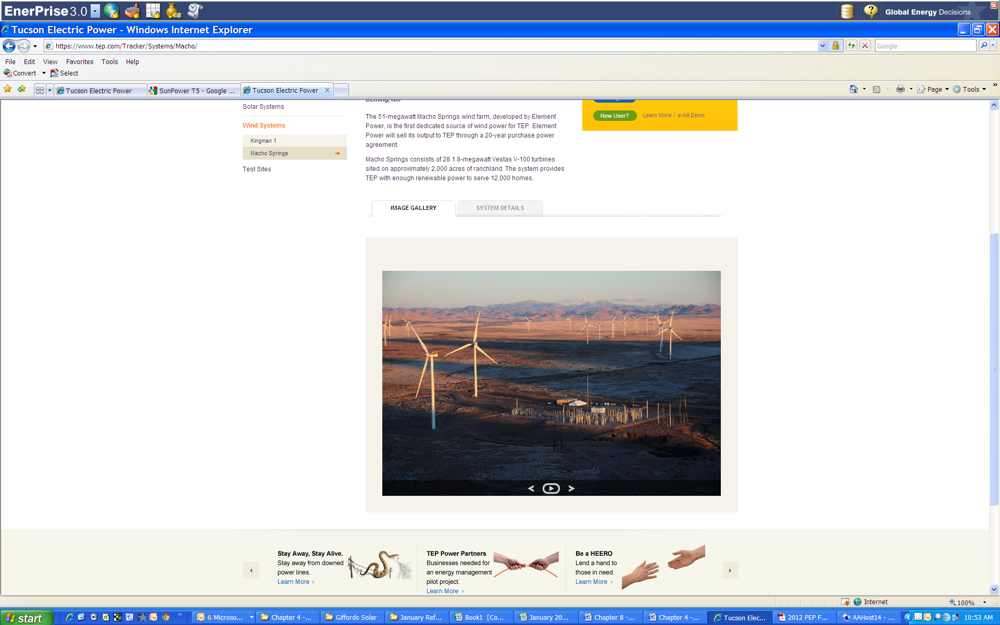 EnerPrise 3.0
Global Energy Decisions
Tucson Electric Power - Windows Internet Explorer
https://www.tep.com/Tracker/Systems/Macho/
Google
File Edit View Favorites Tools Help
Convert Select
Tucson Electric Power
SunPower T5 - Google ...
Tucson Electric Power
Page Tools
Solar Systems
Wind Systems
Kingman 1
Macho Springs
Test Sites
Deming, NM
The 51-megawatt Macho Springs wind farm, developed by Element
Power, is the first dedicated source of wind power for TEP. Element
Power will sell its output to TEP through a 20-year purchase power
agreement.
Macho Springs consists of 28 1.8-megawatt Vestas V-100 turbines
sited on approximately 2,000 acres of ranchland. The system provides
TEP with enough renewable power to serve 12,000 homes.
New User? Learn More | e-bill Demo
IMAGE GALLERY
SYSTEM DETAILS
Stay Away, Stay Alive.
Stay away from downed
power lines.
Learn More ›
TEP Power Partners
Businesses needed for
an energy management
pilot project.
Learn More ›
Be a HEERO
Lend a hand to
those in need.
Learn More ›
Internet
100%
start
6 Microso...
Chapter 4 -...
Giffords Solar
January Ref...
Book1 [Co...
January 20...
Chapter 8 -...
Chapter 4 -...
Tucson Elec...
2012 PEP F...
AAHost14 - ...
10:53 AM